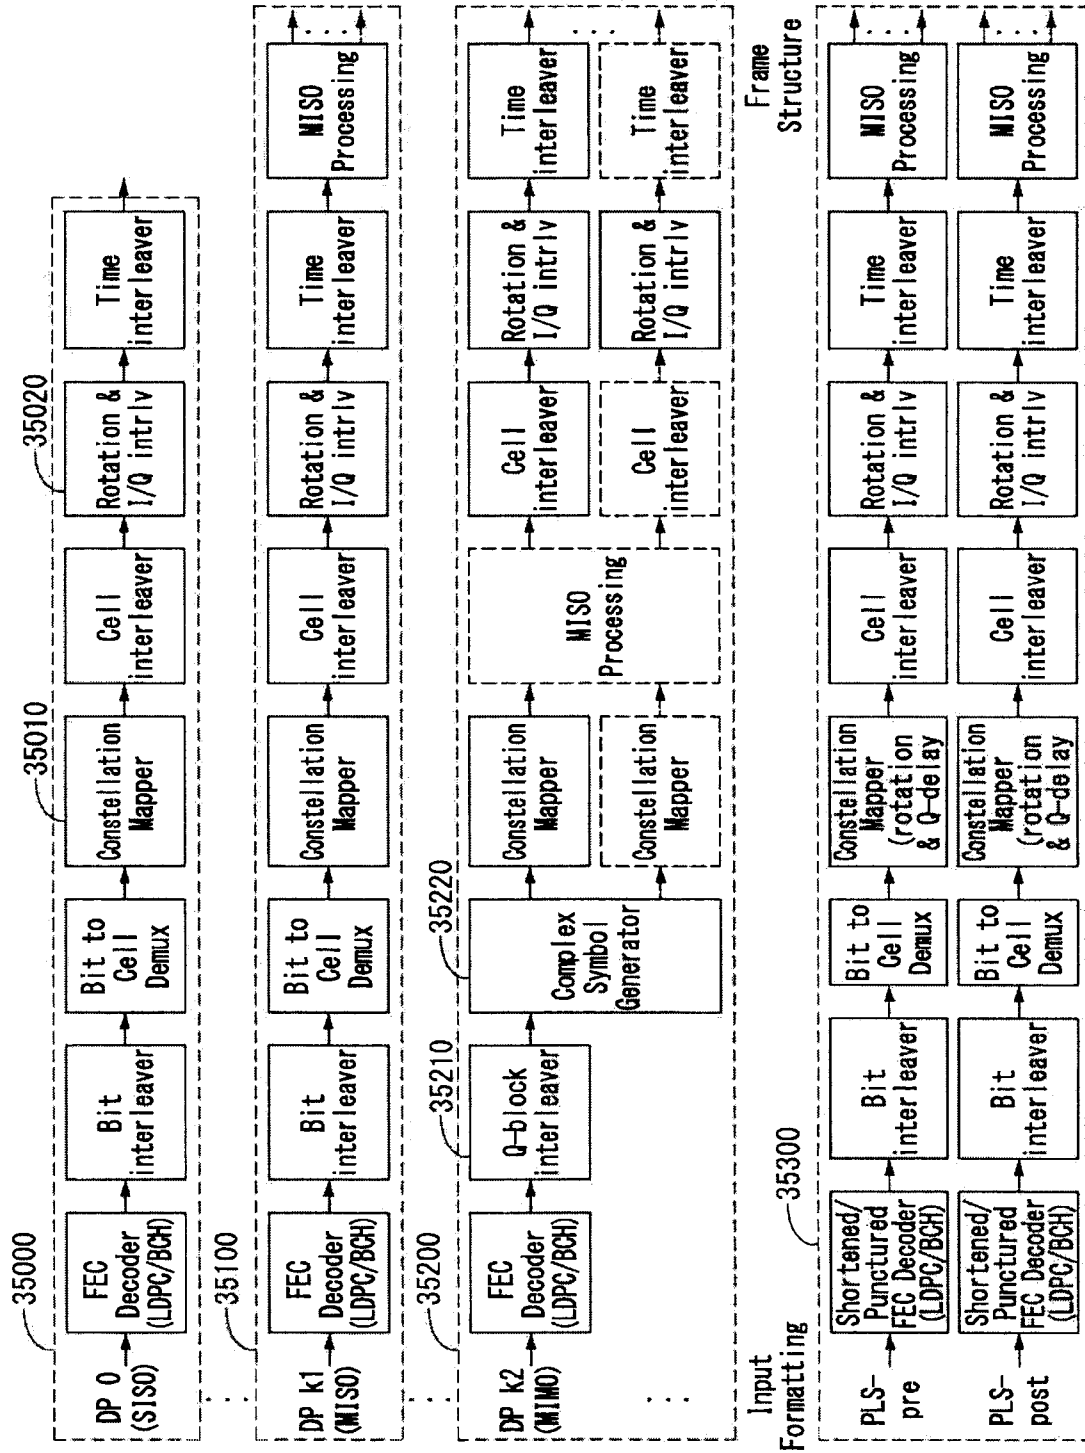 35000
DP 0
(SISO)
FEC
Decoder
(LDPC/BCH)
Bit
interleaver
Bit to
Cell
Demux
35010
Constellation
Mapper
Cell
interleaver
35020
Rotation &
I/Q intrlv
Time
interleaver
35100
DP k1
(MISO)
FEC
Decoder
(LDPC/BCH)
Bit
interleaver
Bit to
Cell
Demux
Constellation
Mapper
Cell
interleaver
Rotation &
I/Q intrlv
Time
interleaver
MISO
Processing
35200
DP k2
(MIMO)
FEC
Decoder
(LDPC/BCH)
35210
Q-block
interleaver
35220
Complex
Symbol
Generator
Constellation
Mapper
Constellation
Mapper
MISO
Processing
Cell
interleaver
Cell
interleaver
Rotation &
I/Q intrlv
Rotation &
I/Q intrlv
Time
interleaver
Time
interleaver
Input
Formatting
Frame
Structure
35300
PLS-
pre
Shortened/
Punctured
FEC Decoder
(LDPC/BCH)
Bit
interleaver
Bit to
Cell
Demux
Constellation
Mapper
(rotation
& Q-delay
Cell
interleaver
Rotation &
I/Q intrlv
Time
interleaver
MISO
Processing
PLS-
post
Shortened/
Punctured
FEC Decoder
(LDPC/BCH)
Bit
interleaver
Bit to
Cell
Demux
Constellation
Mapper
(rotation
& Q-delay
Cell
interleaver
Rotation &
I/Q intrlv
Time
interleaver
MISO
Processing